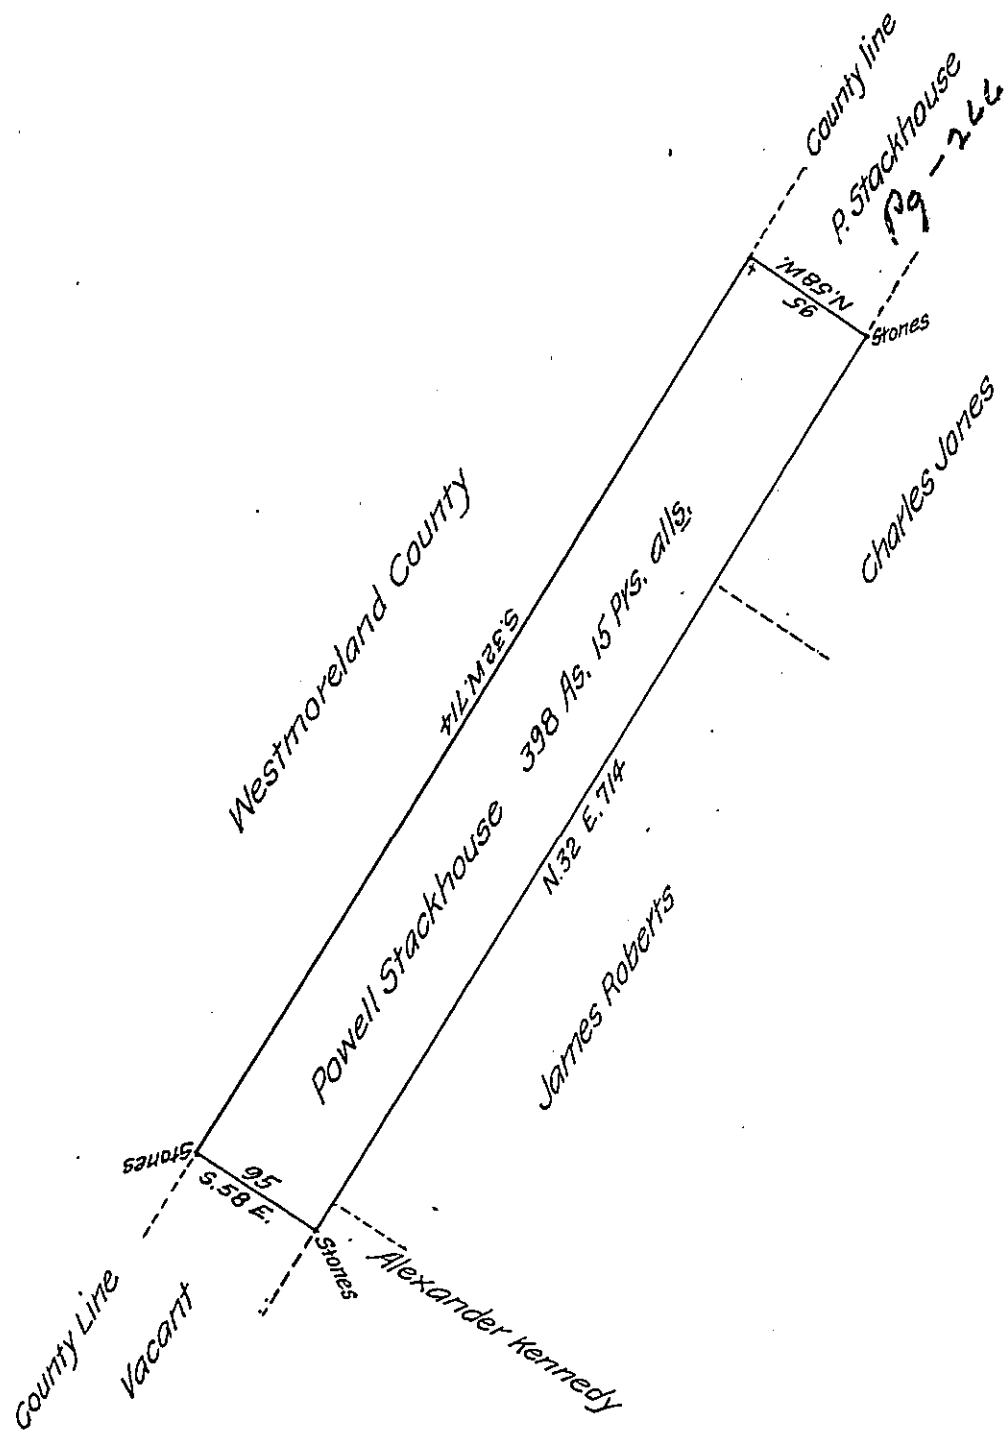 County line
P. Stackhouse
Pg - 266
N.58W.
95
Stones
Charles Jones
Westmoreland County
S.32W.714
Powell Stackhouse 398 As. 15 Prs. alls.
N.32 E.714
James Roberts
Stones
95
S.58 E.
Stones
Alexander Kennedy
County Line
Vacant